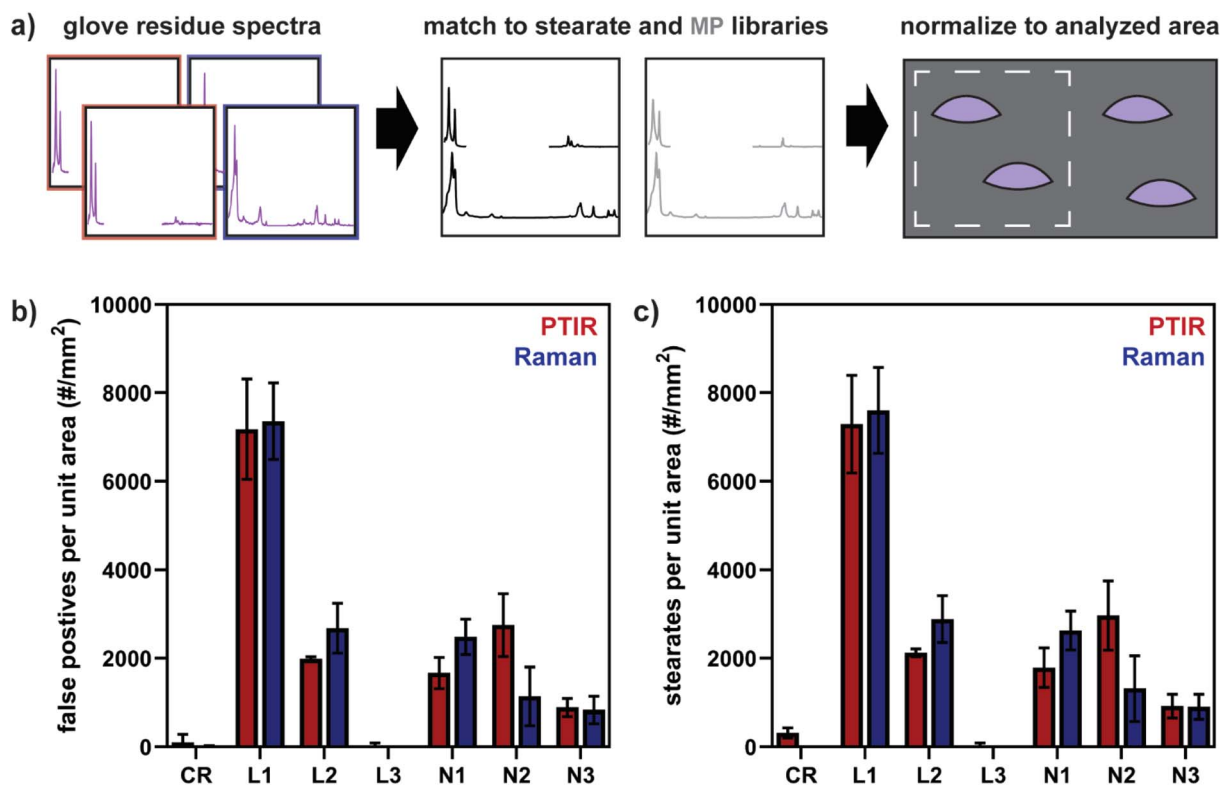 a) glove residue spectra match to stearate and MP libraries normalize to analyzed area
b)
false postives per unit area (#/mm²)
10000
8000
6000
4000
2000
0
PTIR
Raman
CR L1 L2 L3 N1 N2 N3
c)
stearates per unit area (#/mm²)
10000
8000
6000
4000
2000
0
PTIR
Raman
CR L1 L2 L3 N1 N2 N3